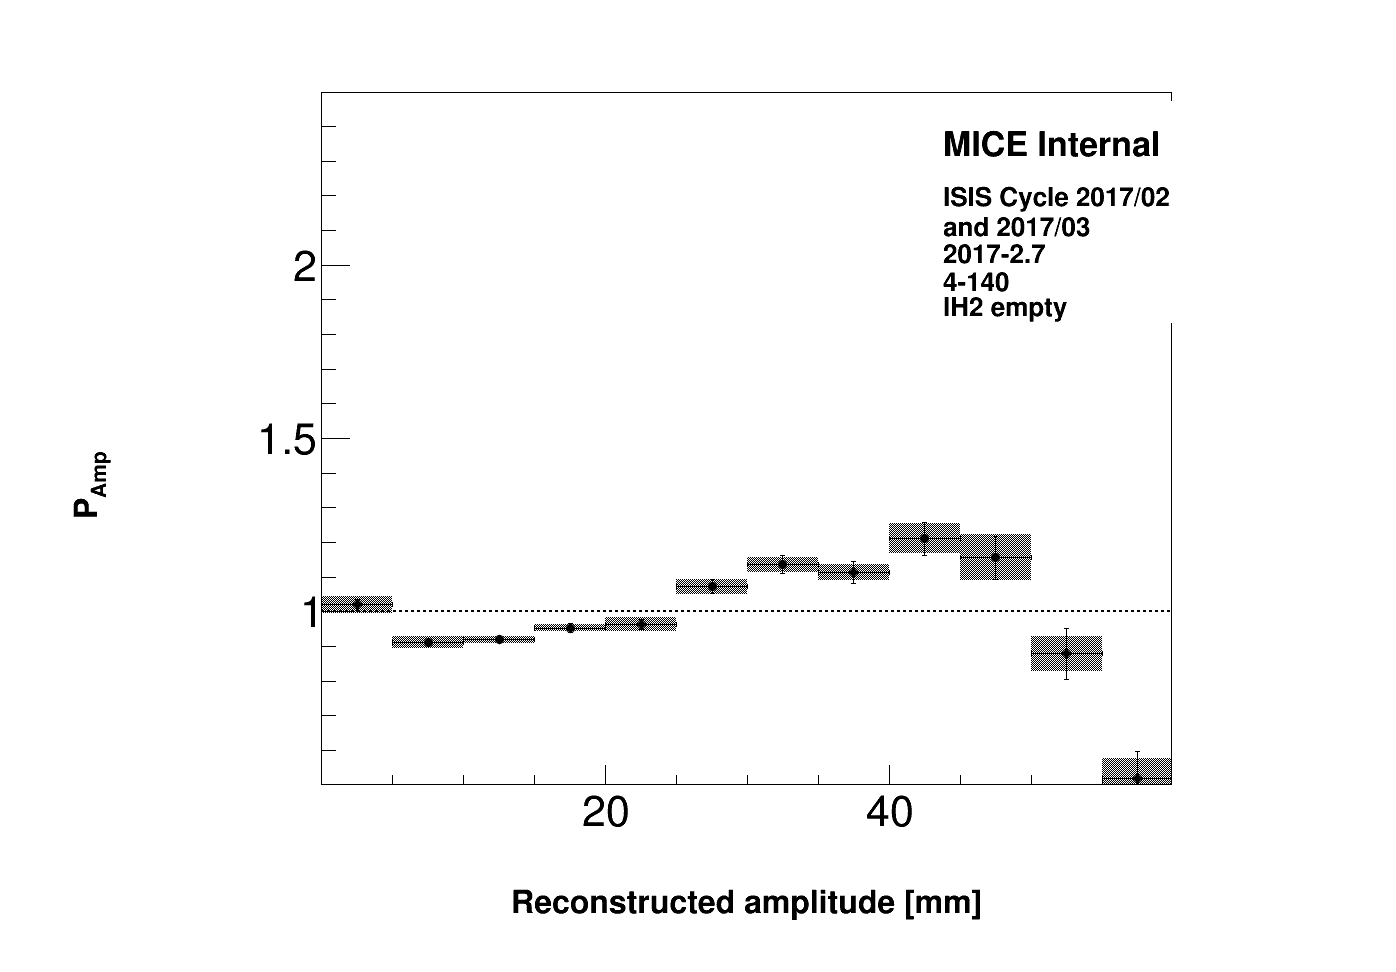 MICE Internal
ISIS Cycle 2017/02
and 2017/03
2017-2.7
4-140
lH2 empty
2
1.5
1
P_Amp
20
40
Reconstructed amplitude [mm]